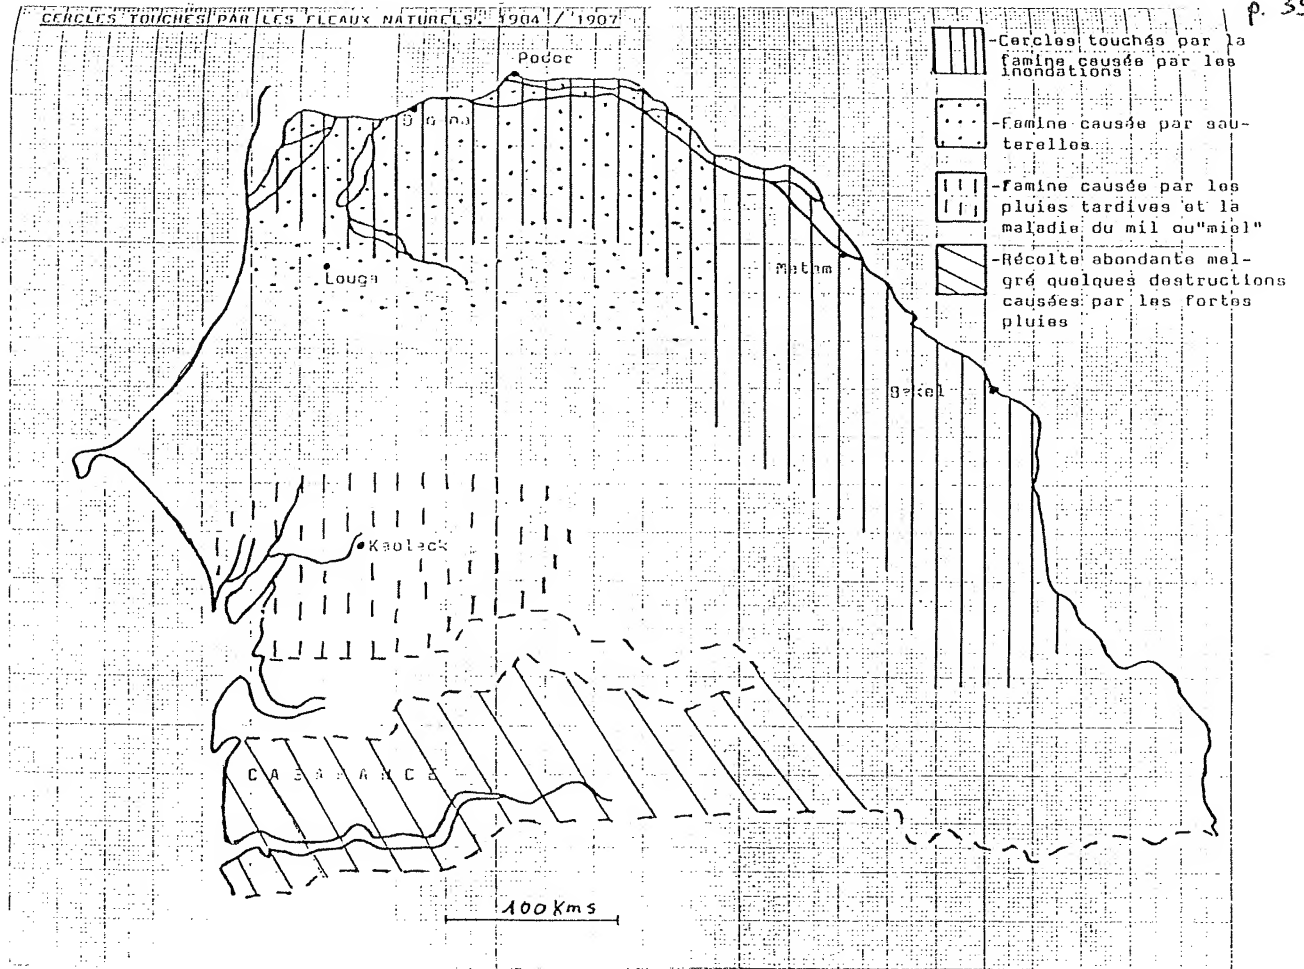 CERCLES TOUCHES PAR LES FLEAUX NATURELS. 1904 / 1907
p. 35
-Cercles touchés par la
famine causée par les
inondations
-Famine causée par sau-
terelles
-Famine causée par les
pluies tardives et la
maladie du mil ou"miel"
-Récolte abondante mal-
gré quelques destructions
causées par les fortes
pluies
Podor
Dagana
Louga
Matam
Bakel
Kaolack
CASAMANCE
100 Kms